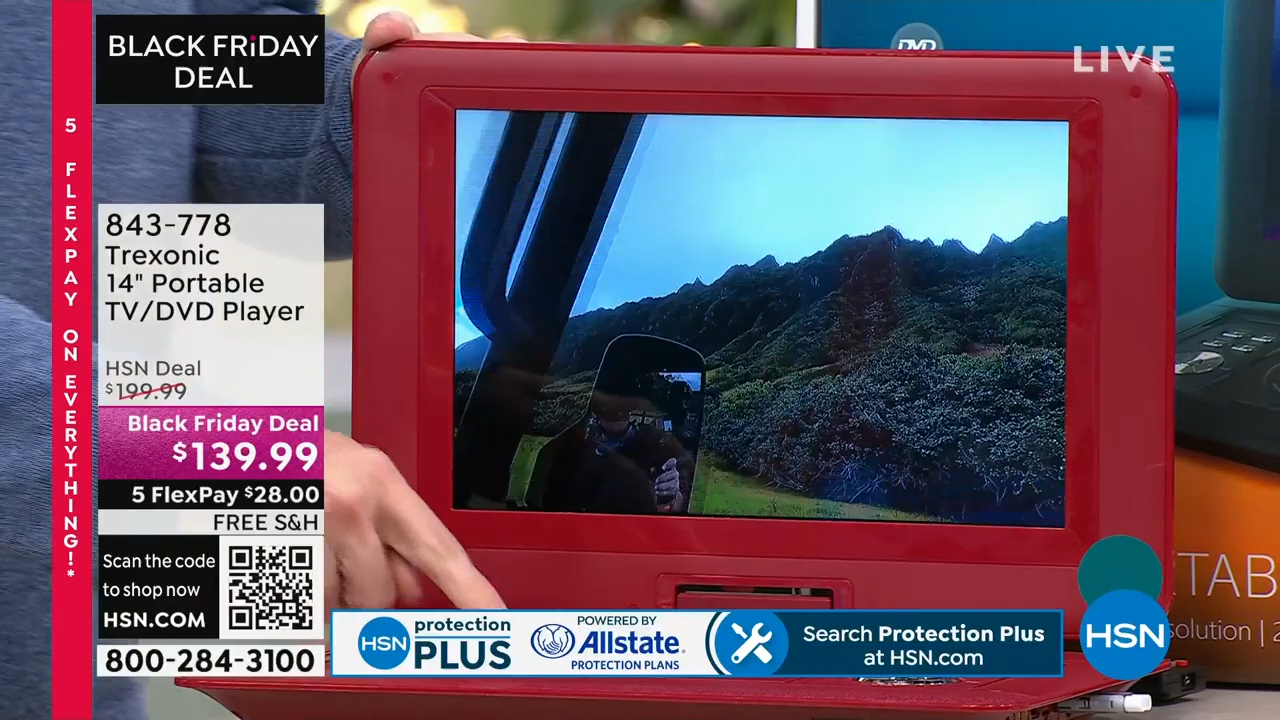 BLACK FRiDAY
DEAL
5 FLEXPAY ON EVERYTHING!*
843-778
Trexonic
14" Portable
TV/DVD Player
HSN Deal
$199.99
Black Friday Deal
$139.99
5 FlexPay $28.00
FREE S&H
Scan the code
to shop now
HSN.COM
800-284-3100
DVD
LIVE
HSN
protection
PLUS
POWERED BY
Allstate.
PROTECTION PLANS
Search Protection Plus
at HSN.com
HSN
TAB
solution | 2